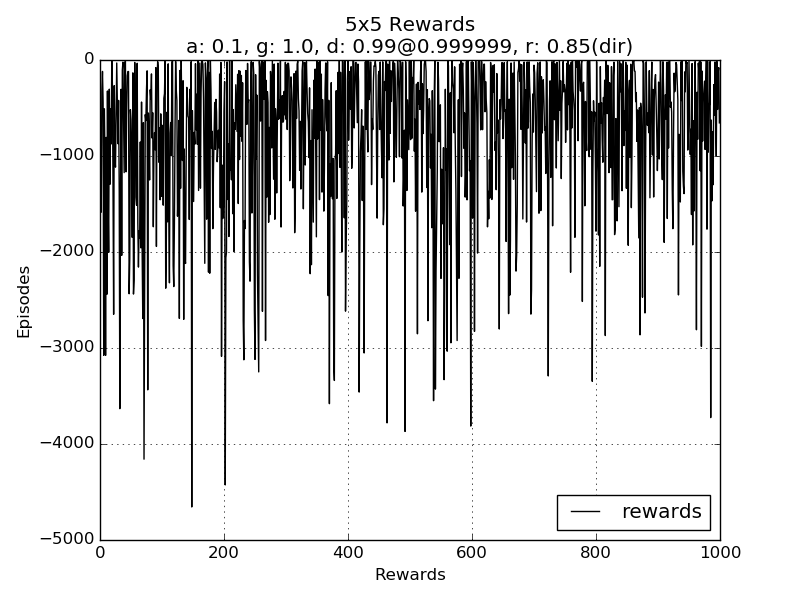 5x5 Rewards
a: 0.1, g: 1.0, d: 0.99@0.999999, r: 0.85(dir)
0
−1000
−2000
−3000
−4000
−5000
Episodes
rewards
0 200 400 600 800 1000
Rewards